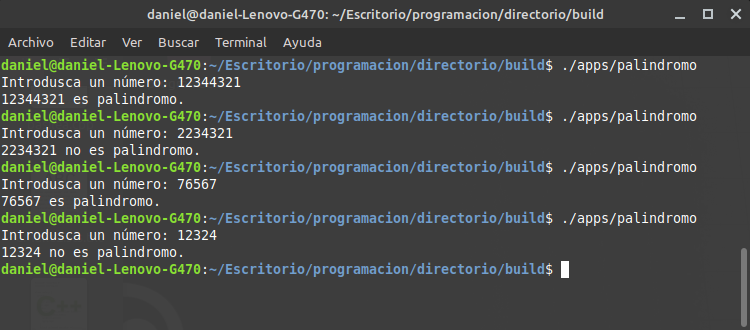 daniel@daniel-Lenovo-G470: ~/Escritorio/programacion/directorio/build
Archivo Editar Ver Buscar Terminal Ayuda
daniel@daniel-Lenovo-G470:~/Escritorio/programacion/directorio/build$ ./apps/palindromo
Introdusca un número: 12344321
12344321 es palindromo.
daniel@daniel-Lenovo-G470:~/Escritorio/programacion/directorio/build$ ./apps/palindromo
Introdusca un número: 2234321
2234321 no es palindromo.
daniel@daniel-Lenovo-G470:~/Escritorio/programacion/directorio/build$ ./apps/palindromo
Introdusca un número: 76567
76567 es palindromo.
daniel@daniel-Lenovo-G470:~/Escritorio/programacion/directorio/build$ ./apps/palindromo
Introdusca un número: 12324
12324 no es palindromo.
daniel@daniel-Lenovo-G470:~/Escritorio/programacion/directorio/build$
C++